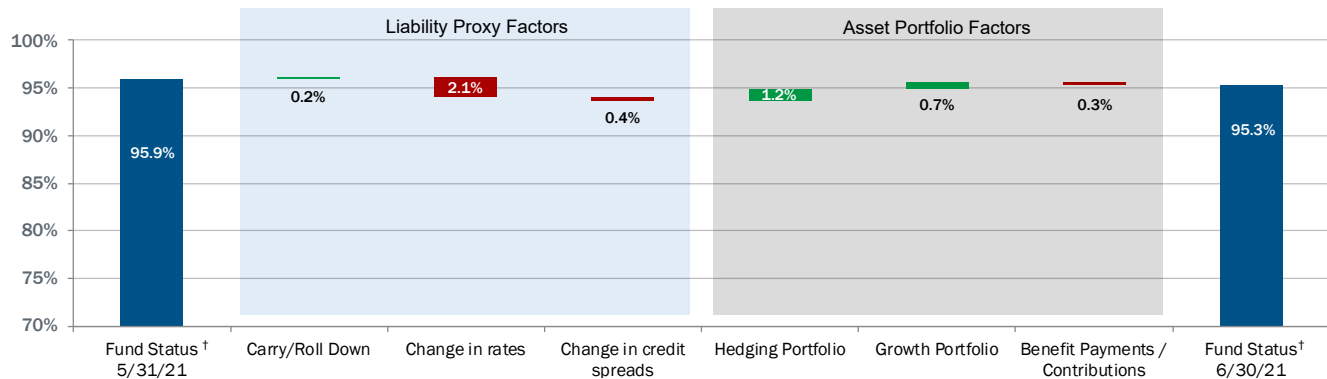 Liability Proxy Factors
Asset Portfolio Factors
100%
95%
90%
85%
80%
75%
70%
95.9%
0.2%
2.1%
0.4%
1.2%
0.7%
0.3%
95.3%
Fund Status †
5/31/21
Carry/Roll Down
Change in rates
Change in credit
spreads
Hedging Portfolio
Growth Portfolio
Benefit Payments /
Contributions
Fund Status†
6/30/21